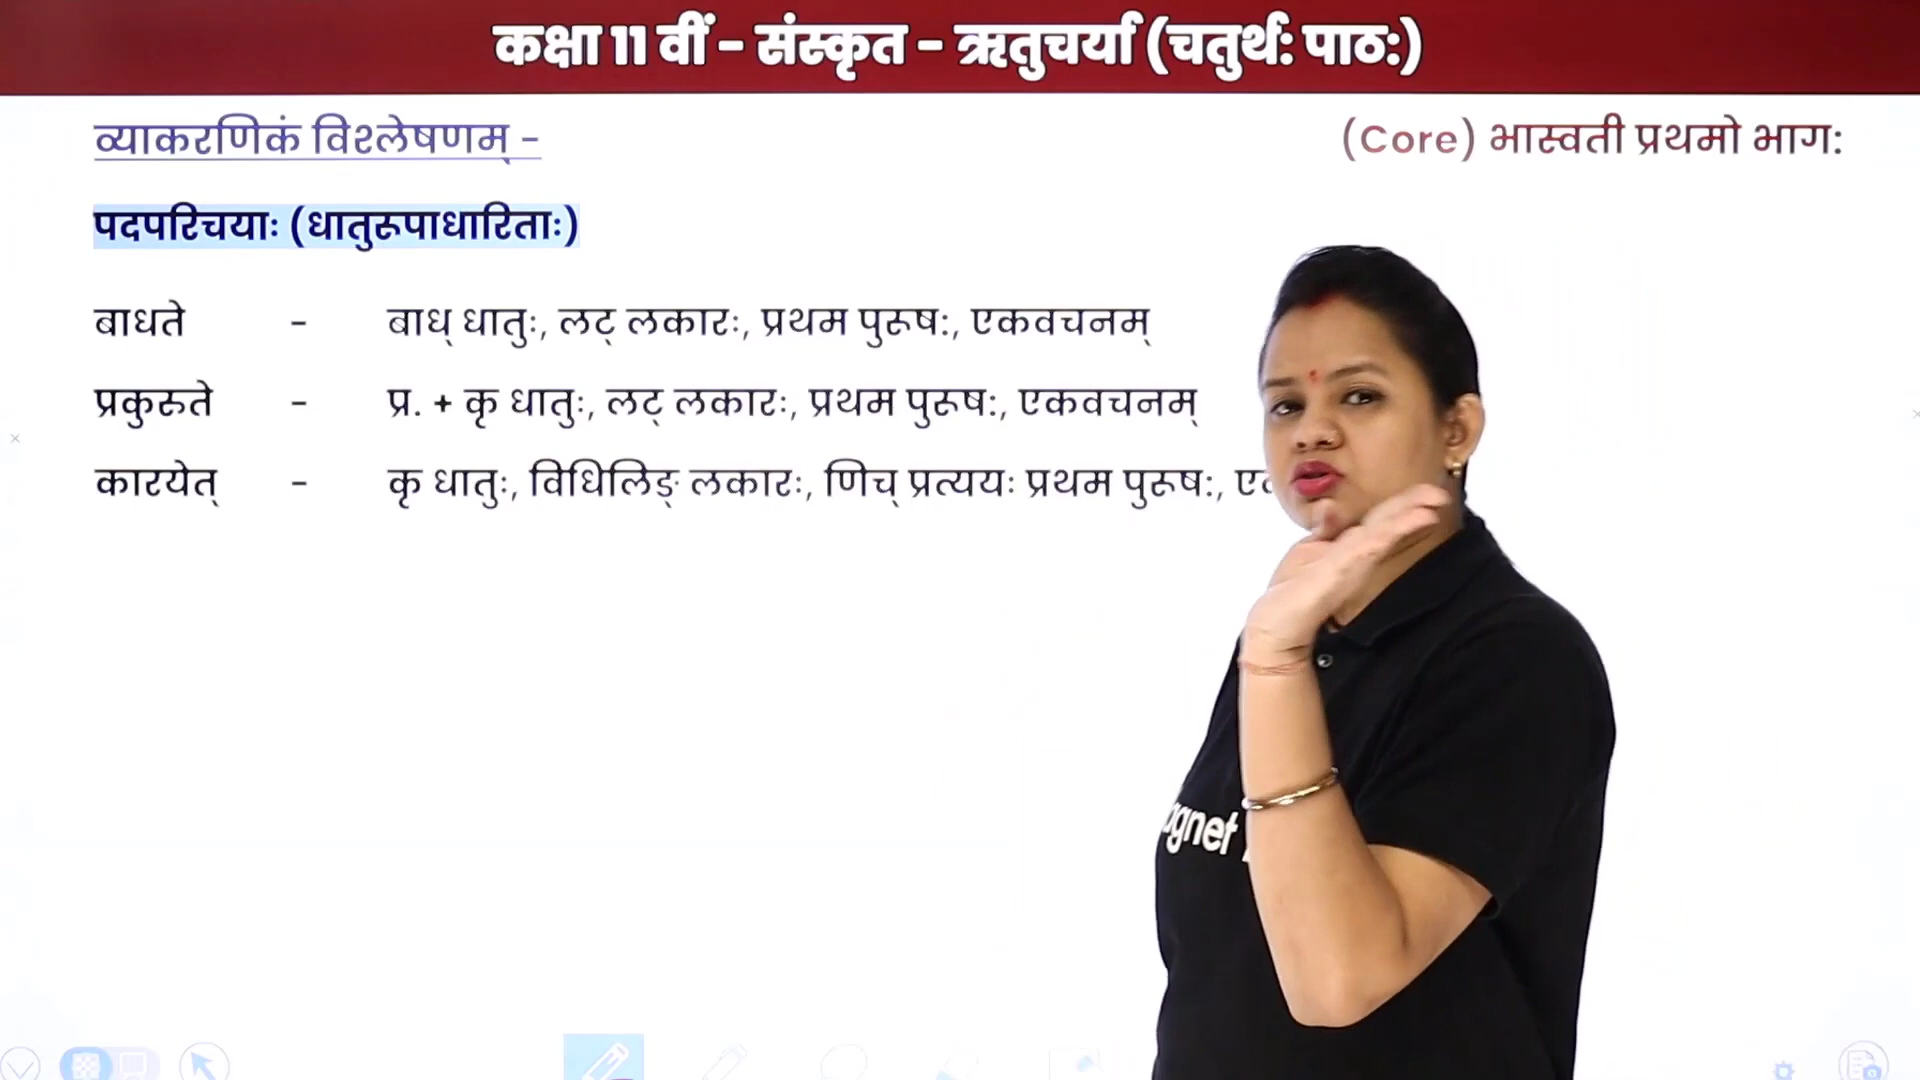 कक्षा 11 वीं - संस्कृत - ऋतुचर्या (चतुर्थ: पाठ:)
व्याकरणिकं विश्लेषणम् -
(Core) भास्वती प्रथमो भाग:
पदपरिचयाः (धातुरूपाधारिताः)
बाधते - बाध् धातुः, लट् लकारः, प्रथम पुरूष:, एकवचनम्
प्रकुरुते - प्र. + कृ धातुः, लट् लकारः, प्रथम पुरूष:, एकवचनम्
कारयेत् - कृ धातुः, विधिलिङ् लकारः, णिच् प्रत्ययः प्रथम पुरूष:,